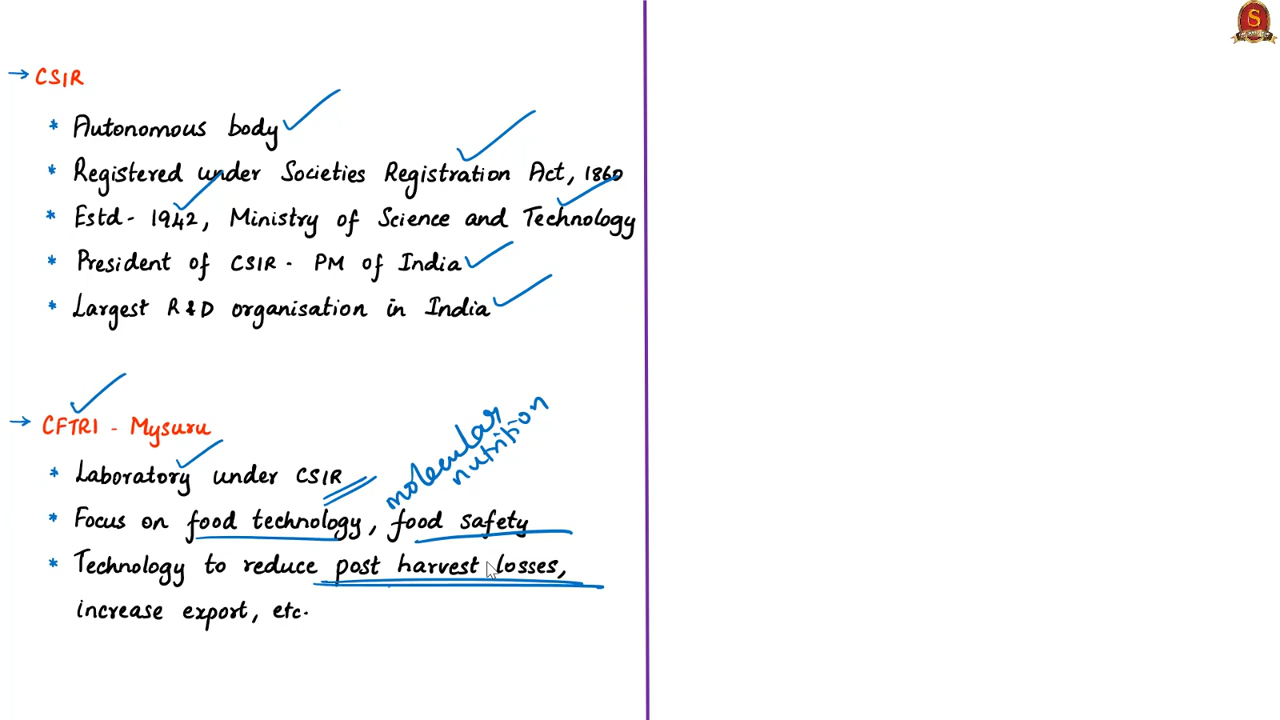 → CSIR
* Autonomous body
* Registered under Societies Registration Act, 1860
* Estd - 1942, Ministry of Science and Technology
* President of CSIR - PM of India
* Largest R&D organisation in India
→ CFTRI - Mysuru
* Laboratory under CSIR
molecular
nutrition
* Focus on food technology, food safety
* Technology to reduce post harvest losses,
increase export, etc.
S